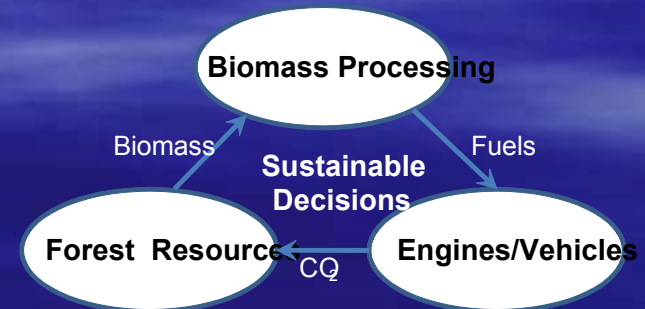 Biomass Processing
Biomass
Fuels
Sustainable
Decisions
Forest Resources
Engines/Vehicles
CO2